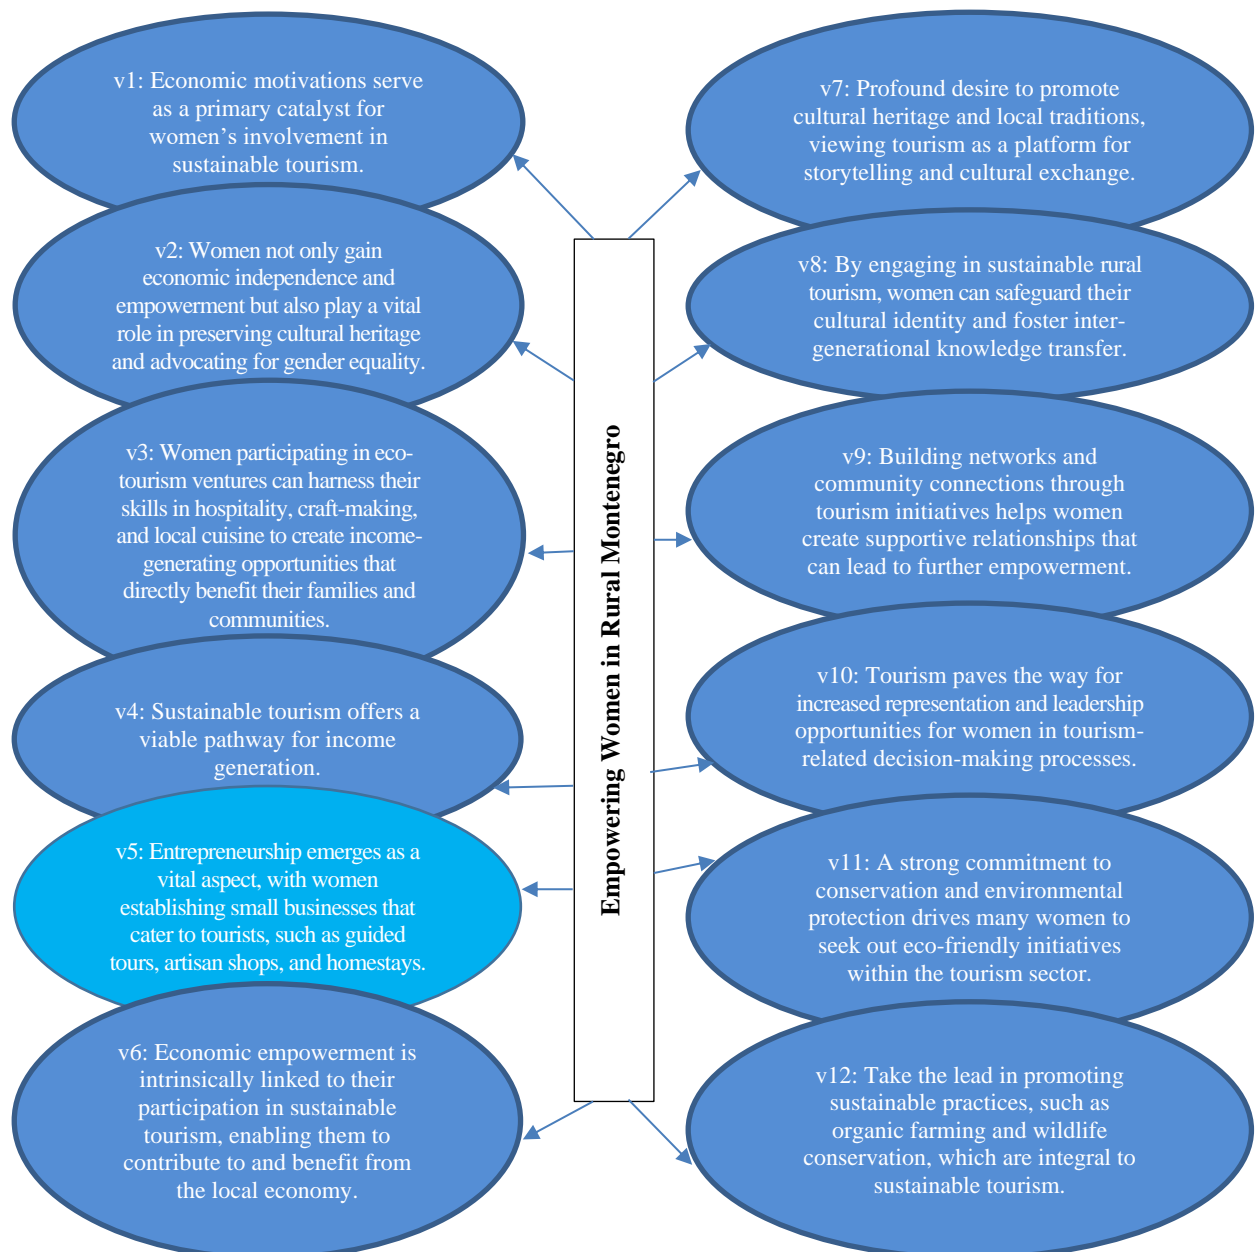 v1: Economic motivations serve
as a primary catalyst for
women’s involvement in
sustainable tourism.
v2: Women not only gain
economic independence and
empowerment but also play a vital
role in preserving cultural heritage
and advocating for gender equality.
v3: Women participating in eco-
tourism ventures can harness their
skills in hospitality, craft-making,
and local cuisine to create income-
generating opportunities that
directly benefit their families and
communities.
v4: Sustainable tourism offers a
viable pathway for income
generation.
v5: Entrepreneurship emerges as a
vital aspect, with women
establishing small businesses that
cater to tourists, such as guided
tours, artisan shops, and homestays.
v6: Economic empowerment is
intrinsically linked to their
participation in sustainable
tourism, enabling them to
contribute to and benefit from
the local economy.
Empowering Women in Rural Montenegro
v7: Profound desire to promote
cultural heritage and local traditions,
viewing tourism as a platform for
storytelling and cultural exchange.
v8: By engaging in sustainable rural
tourism, women can safeguard their
cultural identity and foster inter-
generational knowledge transfer.
v9: Building networks and
community connections through
tourism initiatives helps women
create supportive relationships that
can lead to further empowerment.
v10: Tourism paves the way for
increased representation and leadership
opportunities for women in tourism-
related decision-making processes.
v11: A strong commitment to
conservation and environmental
protection drives many women to
seek out eco-friendly initiatives
within the tourism sector.
v12: Take the lead in promoting
sustainable practices, such as
organic farming and wildlife
conservation, which are integral to
sustainable tourism.